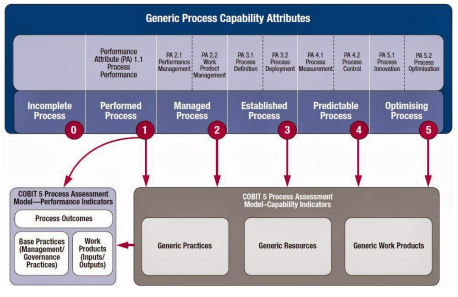 Generic Process Capability Attributes
Performance
Attribute (PA) 1.1
Process
Performance
PA 2.1
Performance
Management
PA 2.2
Work
Product
Management
PA 3.1
Process
Definition
PA 3.2
Process
Deployment
PA 4.1
Process
Measurement
PA 4.2
Process
Control
PA 5.1
Process
Innovation
PA 5.2
Process
Optimisation
Incomplete
Process
0
Performed
Process
1
Managed
Process
2
Established
Process
3
Predictable
Process
4
Optimising
Process
5
COBIT 5 Process Assessment
Model—Performance Indicators
Process Outcomes
Base Practices
(Management/
Governance
Practices)
Work
Products
(Inputs/
Outputs)
COBIT 5 Process Assessment
Model–Capability Indicators
Generic Practices
Generic Resources
Generic Work Products